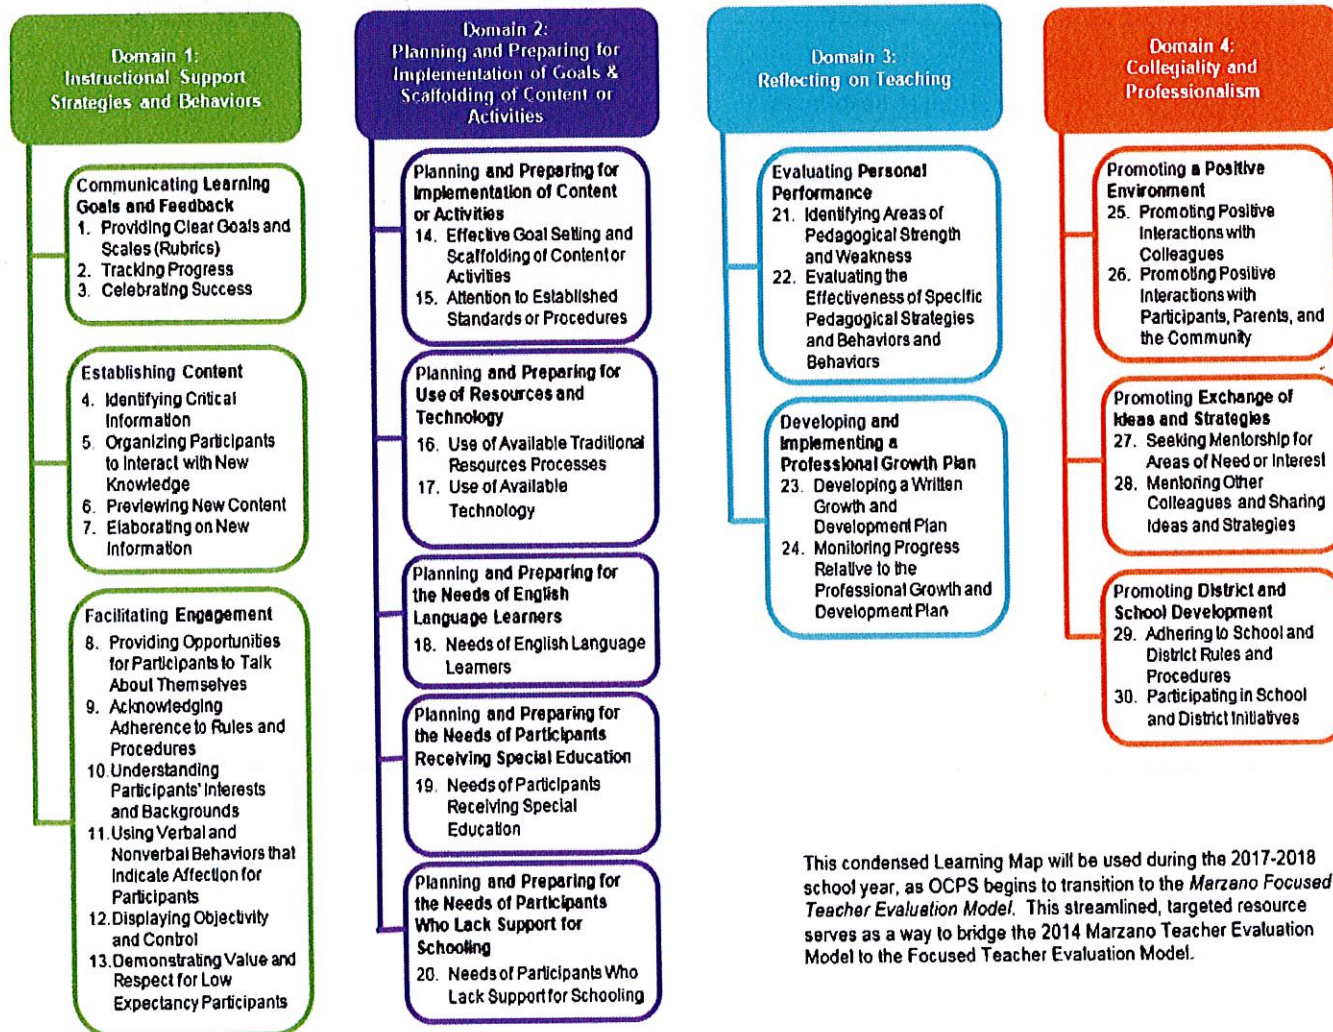 Domain 1:
Instructional Support
Strategies and Behaviors
Communicating Learning
Goals and Feedback
1. Providing Clear Goals and
Scales (Rubrics)
2. Tracking Progress
3. Celebrating Success
Establishing Content
4. Identifying Critical
Information
5. Organizing Participants
to Interact with New
Knowledge
6. Previewing New Content
7. Elaborating on New
Information
Facilitating Engagement
8. Providing Opportunities
for Participants to Talk
About Themselves
9. Acknowledging
Adherence to Rules and
Procedures
10. Understanding
Participants' Interests
and Backgrounds
11. Using Verbal and
Nonverbal Behaviors that
Indicate Affection for
Participants
12. Displaying Objectivity
and Control
13. Demonstrating Value and
Respect for Low
Expectancy Participants
Domain 2:
Planning and Preparing for
Implementation of Goals &
Scaffolding of Content or
Activities
Planning and Preparing for
Implementation of Content
or Activities
14. Effective Goal Setting and
Scaffolding of Content or
Activities
15. Attention to Established
Standards or Procedures
Planning and Preparing for
Use of Resources and
Technology
16. Use of Available Traditional
Resources Processes
17. Use of Available
Technology
Planning and Preparing for
the Needs of English
Language Learners
18. Needs of English Language
Learners
Planning and Preparing for
the Needs of Participants
Receiving Special Education
19. Needs of Participants
Receiving Special
Education
Planning and Preparing for
the Needs of Participants
Who Lack Support for
Schooling
20. Needs of Participants Who
Lack Support for Schooling
Domain 3:
Reflecting on Teaching
Evaluating Personal
Performance
21. Identifying Areas of
Pedagogical Strength
and Weakness
22. Evaluating the
Effectiveness of Specific
Pedagogical Strategies
and Behaviors and
Behaviors
Developing and
Implementing a
Professional Growth Plan
23. Developing a Written
Growth and
Development Plan
24. Monitoring Progress
Relative to the
Professional Growth and
Development Plan
Domain 4:
Collegiality and
Professionalism
Promoting a Positive
Environment
25. Promoting Positive
Interactions with
Colleagues
26. Promoting Positive
Interactions with
Participants, Parents, and
the Community
Promoting Exchange of
Ideas and Strategies
27. Seeking Mentorship for
Areas of Need or Interest
28. Mentoring Other
Colleagues and Sharing
Ideas and Strategies
Promoting District and
School Development
29. Adhering to School and
District Rules and
Procedures
30. Participating in School
and District Initiatives
This condensed Learning Map will be used during the 2017-2018
school year, as OCPS begins to transition to the Marzano Focused
Teacher Evaluation Model. This streamlined, targeted resource
serves as a way to bridge the 2014 Marzano Teacher Evaluation
Model to the Focused Teacher Evaluation Model.